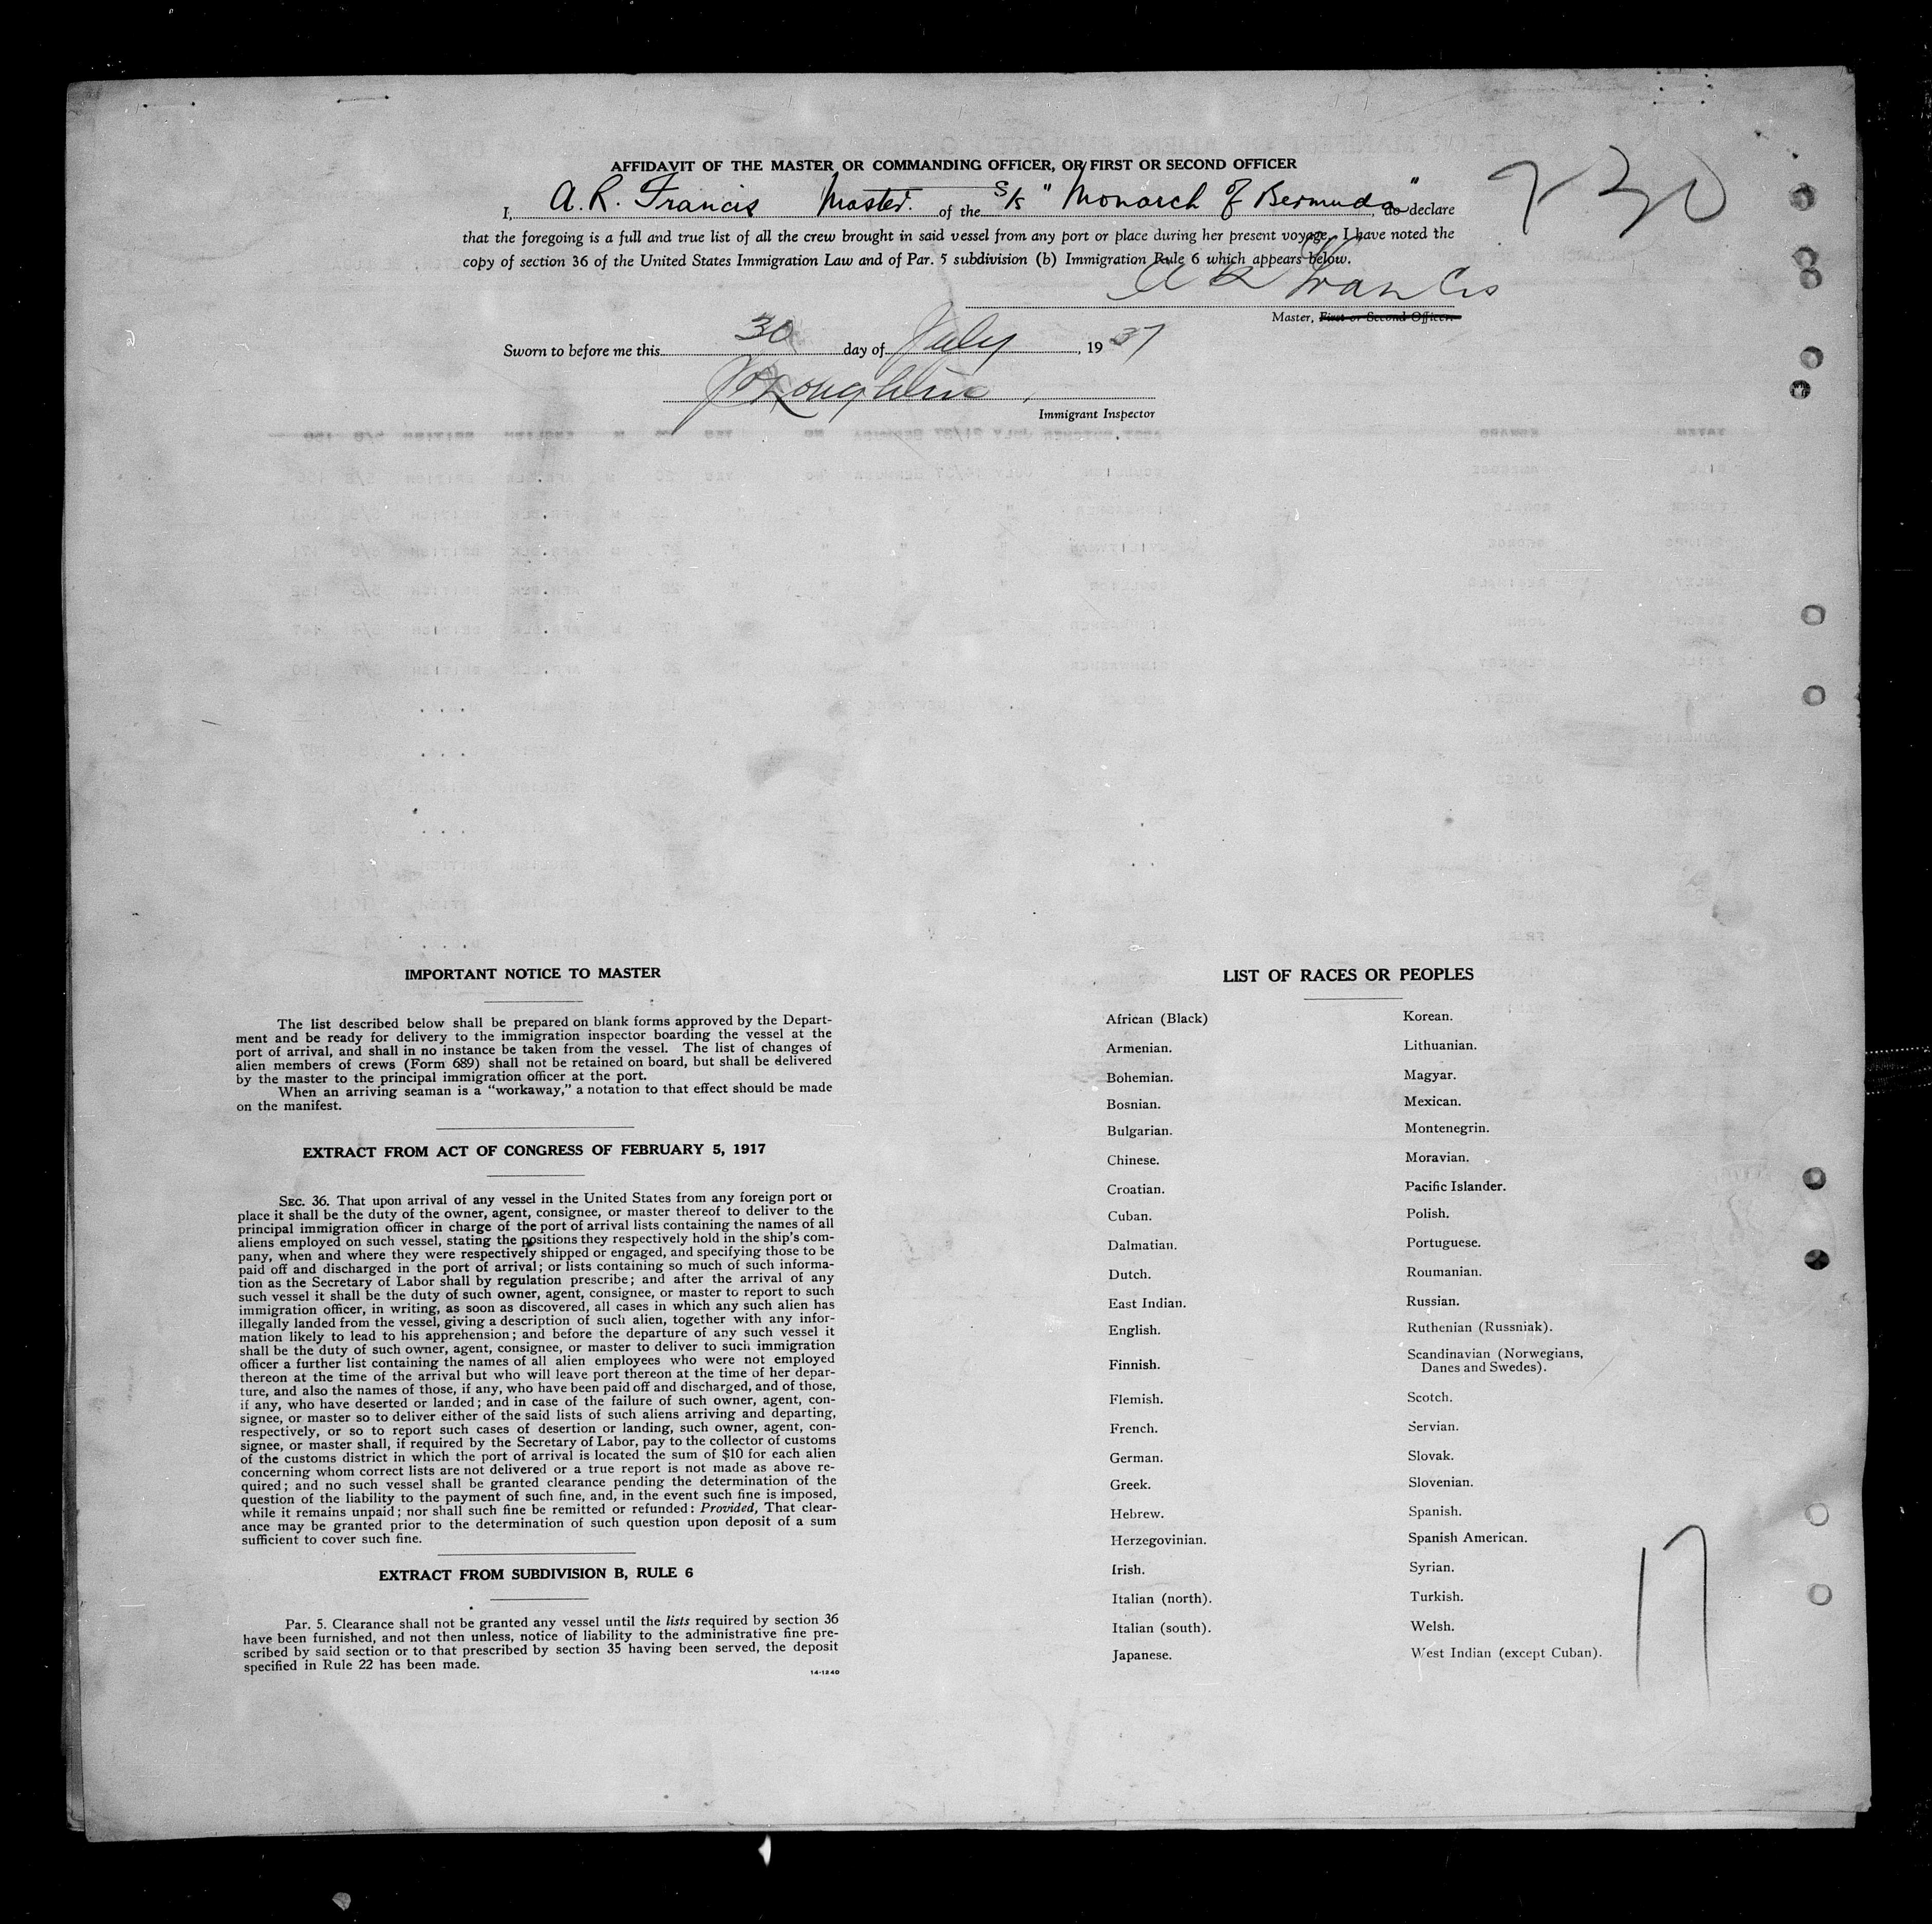 AFFIDAVIT OF THE MASTER OR COMMANDING OFFICER, OR FIRST OR SECOND OFFICER
I, A. R. Francis Master. of the S/s "Monarch of Bermuda", do declare
that the foregoing is a full and true list of all the crew brought in said vessel from any port or place during her present voyage. I have noted the
copy of section 36 of the United States Immigration Law and of Par. 5 subdivision (b) Immigration Rule 6 which appears below.
A R Francis
Master, First or Second Officer.
Sworn to before me this 30 day of July, 1937
Immigrant Inspector
230
IMPORTANT NOTICE TO MASTER
The list described below shall be prepared on blank forms approved by the Depart-
ment and be ready for delivery to the immigration inspector boarding the vessel at the
port of arrival, and shall in no instance be taken from the vessel. The list of changes of
alien members of crews (Form 689) shall not be retained on board, but shall be delivered
by the master to the principal immigration officer at the port.
When an arriving seaman is a "workaway," a notation to that effect should be made
on the manifest.
EXTRACT FROM ACT OF CONGRESS OF FEBRUARY 5, 1917
SEC. 36. That upon arrival of any vessel in the United States from any foreign port or
place it shall be the duty of the owner, agent, consignee, or master thereof to deliver to the
principal immigration officer in charge of the port of arrival lists containing the names of all
aliens employed on such vessel, stating the positions they respectively hold in the ship's com-
pany, when and where they were respectively shipped or engaged, and specifying those to be
paid off and discharged in the port of arrival; or lists containing so much of such informa-
tion as the Secretary of Labor shall by regulation prescribe; and after the arrival of any
such vessel it shall be the duty of such owner, agent, consignee, or master to report to such
immigration officer, in writing, as soon as discovered, all cases in which any such alien has
illegally landed from the vessel, giving a description of such alien, together with any infor-
mation likely to lead to his apprehension; and before the departure of any such vessel it
shall be the duty of such owner, agent, consignee, or master to deliver to such immigration
officer a further list containing the names of all alien employees who were not employed
thereon at the time of the arrival but who will leave port thereon at the time of her depar-
ture, and also the names of those, if any, who have been paid off and discharged, and of those,
if any, who have deserted or landed; and in case of the failure of such owner, agent, con-
signee, or master so to deliver either of the said lists of such aliens arriving and departing,
respectively, or so to report such cases of desertion or landing, such owner, agent, con-
signee, or master shall, if required by the Secretary of Labor, pay to the collector of customs
of the customs district in which the port of arrival is located the sum of $10 for each alien
concerning whom correct lists are not delivered or a true report is not made as above re-
quired; and no such vessel shall be granted clearance pending the determination of the
question of the liability to the payment of such fine, and, in the event such fine is imposed,
while it remains unpaid; nor shall such fine be remitted or refunded: Provided, That clear-
ance may be granted prior to the determination of such question upon deposit of a sum
sufficient to cover such fine.
EXTRACT FROM SUBDIVISION B, RULE 6
Par. 5. Clearance shall not be granted any vessel until the lists required by section 36
have been furnished, and not then unless, notice of liability to the administrative fine pre-
scribed by said section or to that prescribed by section 35 having been served, the deposit
specified in Rule 22 has been made.
14-1240
LIST OF RACES OR PEOPLES
African (Black)
Armenian.
Bohemian.
Bosnian.
Bulgarian.
Chinese.
Croatian.
Cuban.
Dalmatian.
Dutch.
East Indian.
English.
Finnish.
Flemish.
French.
German.
Greek.
Hebrew.
Herzegovinian.
Irish.
Italian (north).
Italian (south).
Japanese.
Korean.
Lithuanian.
Magyar.
Mexican.
Montenegrin.
Moravian.
Pacific Islander.
Polish.
Portuguese.
Roumanian.
Russian.
Ruthenian (Russniak).
Scandinavian (Norwegians,
Danes and Swedes).
Scotch.
Servian.
Slovak.
Slovenian.
Spanish.
Spanish American.
Syrian.
Turkish.
Welsh.
West Indian (except Cuban).
17